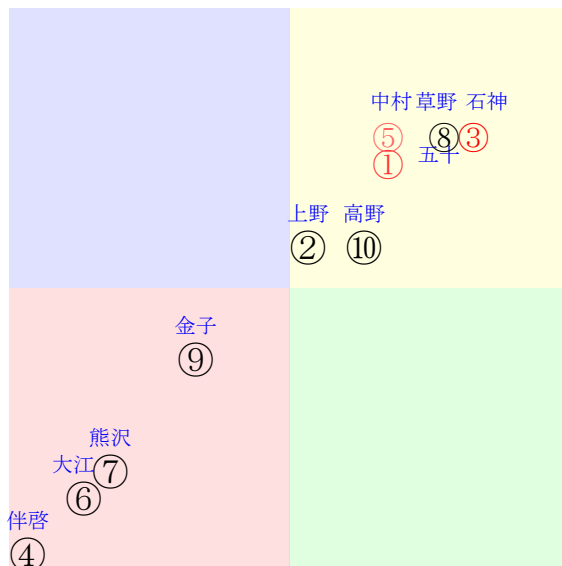 中村 草野 石神
⑤ ⑧ ③
五十
①
上野 高野
② ⑩
金子
⑨
熊沢
⑦
大江
⑥
伴啓
④